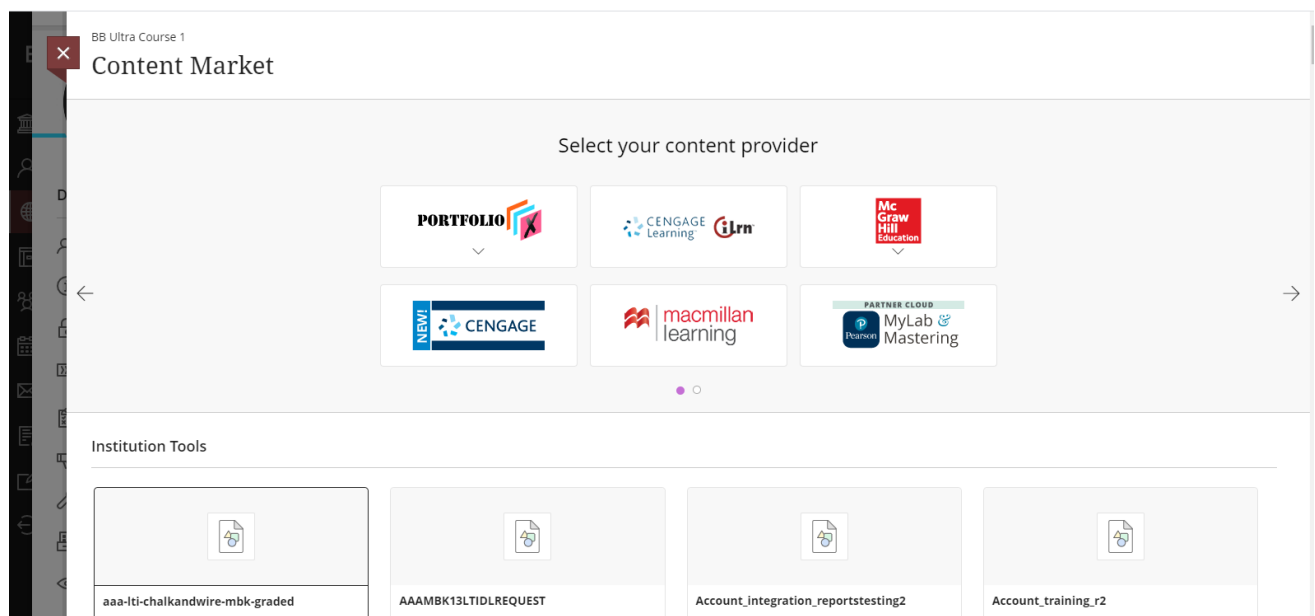 BB Ultra Course 1
Content Market
Select your content provider
PORTFOLIO X
CENGAGE Learning iLrn
Mc Graw Hill Education
NEW! CENGAGE
macmillan learning
PARTNER CLOUD
Pearson MyLab & Mastering
Institution Tools
aaa-lti-chalkandwire-mbk-graded
AAAMBK13LTIDLREQUEST
Account_integration_reportstesting2
Account_training_r2